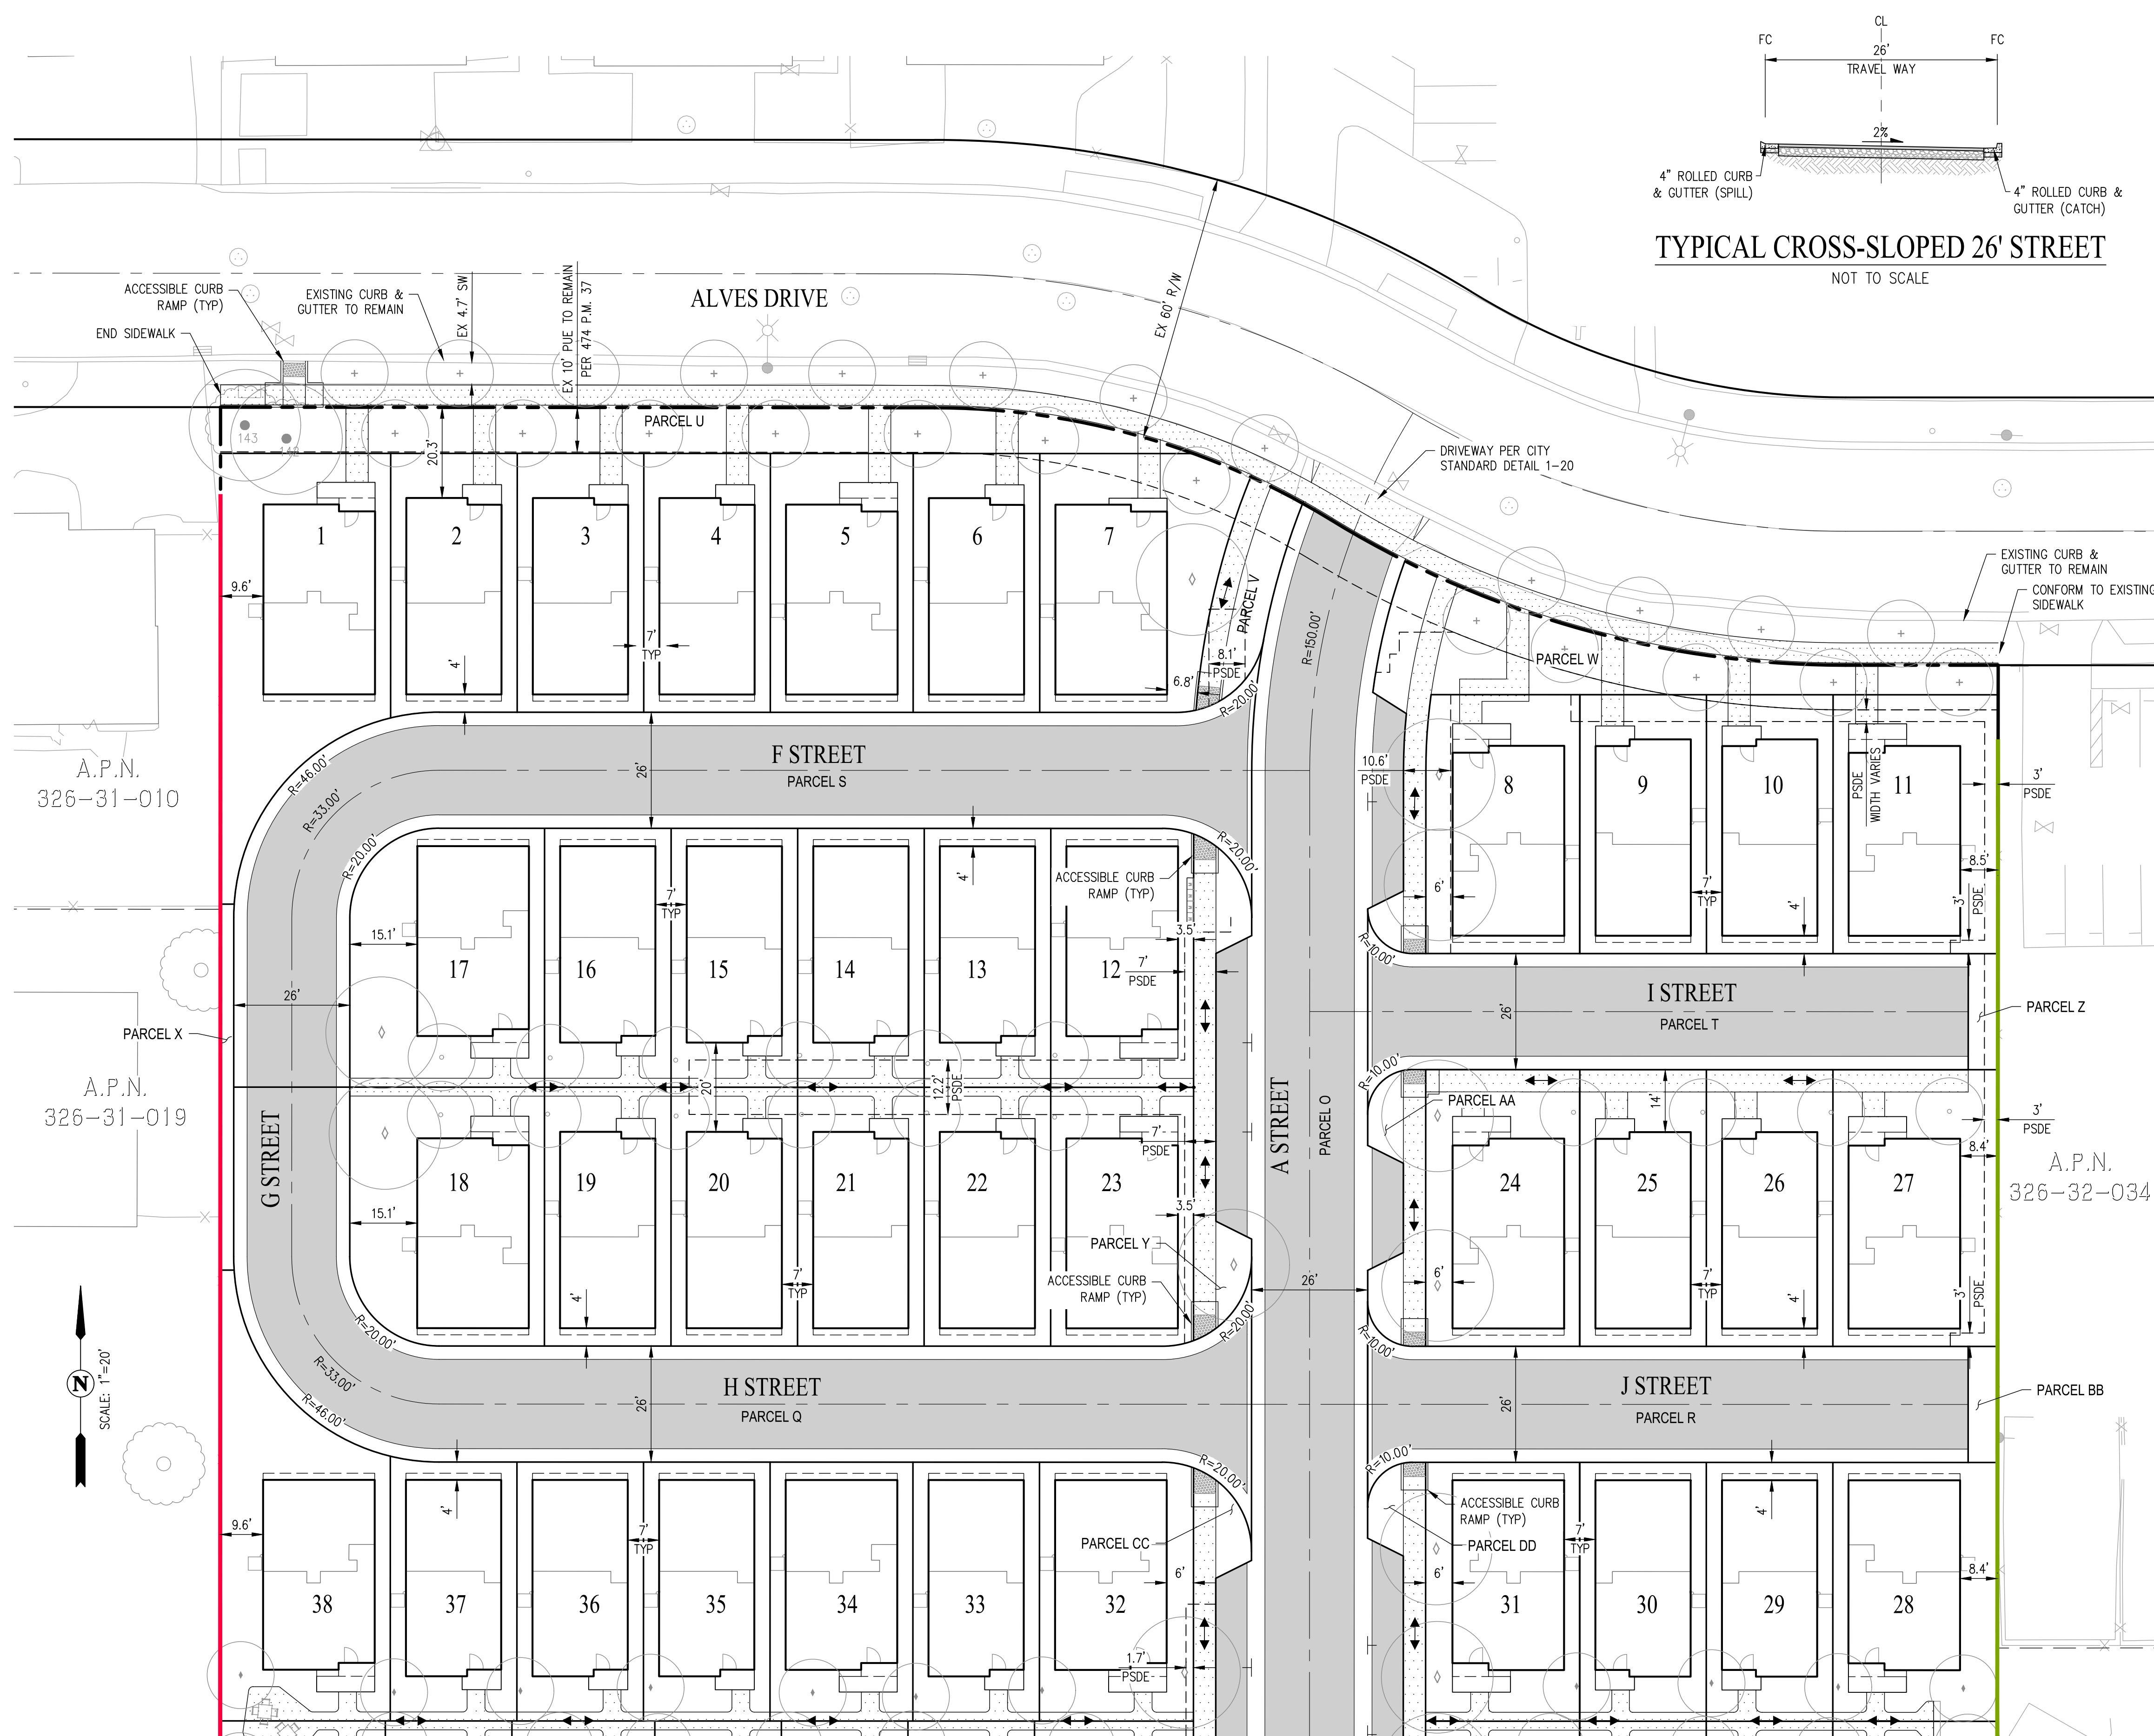 CL
FC
FC
26'
TRAVEL WAY
2%
4" ROLLED CURB
& GUTTER (SPILL)
4" ROLLED CURB &
GUTTER (CATCH)
TYPICAL CROSS-SLOPED 26' STREET
NOT TO SCALE
ACCESSIBLE CURB
RAMP (TYP)
END SIDEWALK
EXISTING CURB &
GUTTER TO REMAIN
EX 4.7' SW
EX 10' PUE TO REMAIN
PER 474 P.M. 37
ALVES DRIVE
EX 60' R/W
DRIVEWAY PER CITY
STANDARD DETAIL 1-20
EXISTING CURB &
GUTTER TO REMAIN
CONFORM TO EXISTING
SIDEWALK
143
20.3'
PARCEL U
1
2
3
4
5
6
7
9.6'
7'
TYP
4'
6.8'
8.1'
PSDE
PARCEL V
R=20.00'
R=150.00'
PARCEL W
A.P.N.
326-31-010
R=46.00'
R=33.00'
R=20.00'
26'
F STREET
PARCEL S
10.6'
PSDE
8
9
10
11
PSDE
WIDTH VARIES
3'
PSDE
8.5'
3'
PSDE
6'
7'
TYP
4'
ACCESSIBLE CURB
RAMP (TYP)
R=20.00'
7'
TYP
4'
3.5'
15.1'
17
16
15
14
13
12
7'
PSDE
R=10.00'
I STREET
PARCEL T
26'
PARCEL Z
26'
PARCEL X
20'
12.2'
PSDE
A.P.N.
326-31-019
G STREET
A STREET
PARCEL O
R=10.00'
PARCEL AA
14'
3'
PSDE
8.4'
A.P.N.
326-32-034
7'
PSDE
18
19
20
21
22
23
24
25
26
27
15.1'
3.5'
PARCEL Y
ACCESSIBLE CURB
RAMP (TYP)
7'
TYP
4'
26'
6'
7'
TYP
4'
3'
PSDE
R=20.00'
R=20.00'
R=10.00'
N
SCALE: 1"=20'
R=33.00'
R=46.00'
26'
H STREET
PARCEL Q
26'
J STREET
PARCEL R
PARCEL BB
R=20.00'
R=10.00'
9.6'
4'
7'
TYP
PARCEL CC
ACCESSIBLE CURB
RAMP (TYP)
PARCEL DD
7'
TYP
4'
6'
6'
8.4'
38
37
36
35
34
33
32
31
30
29
28
1.7'
PSDE